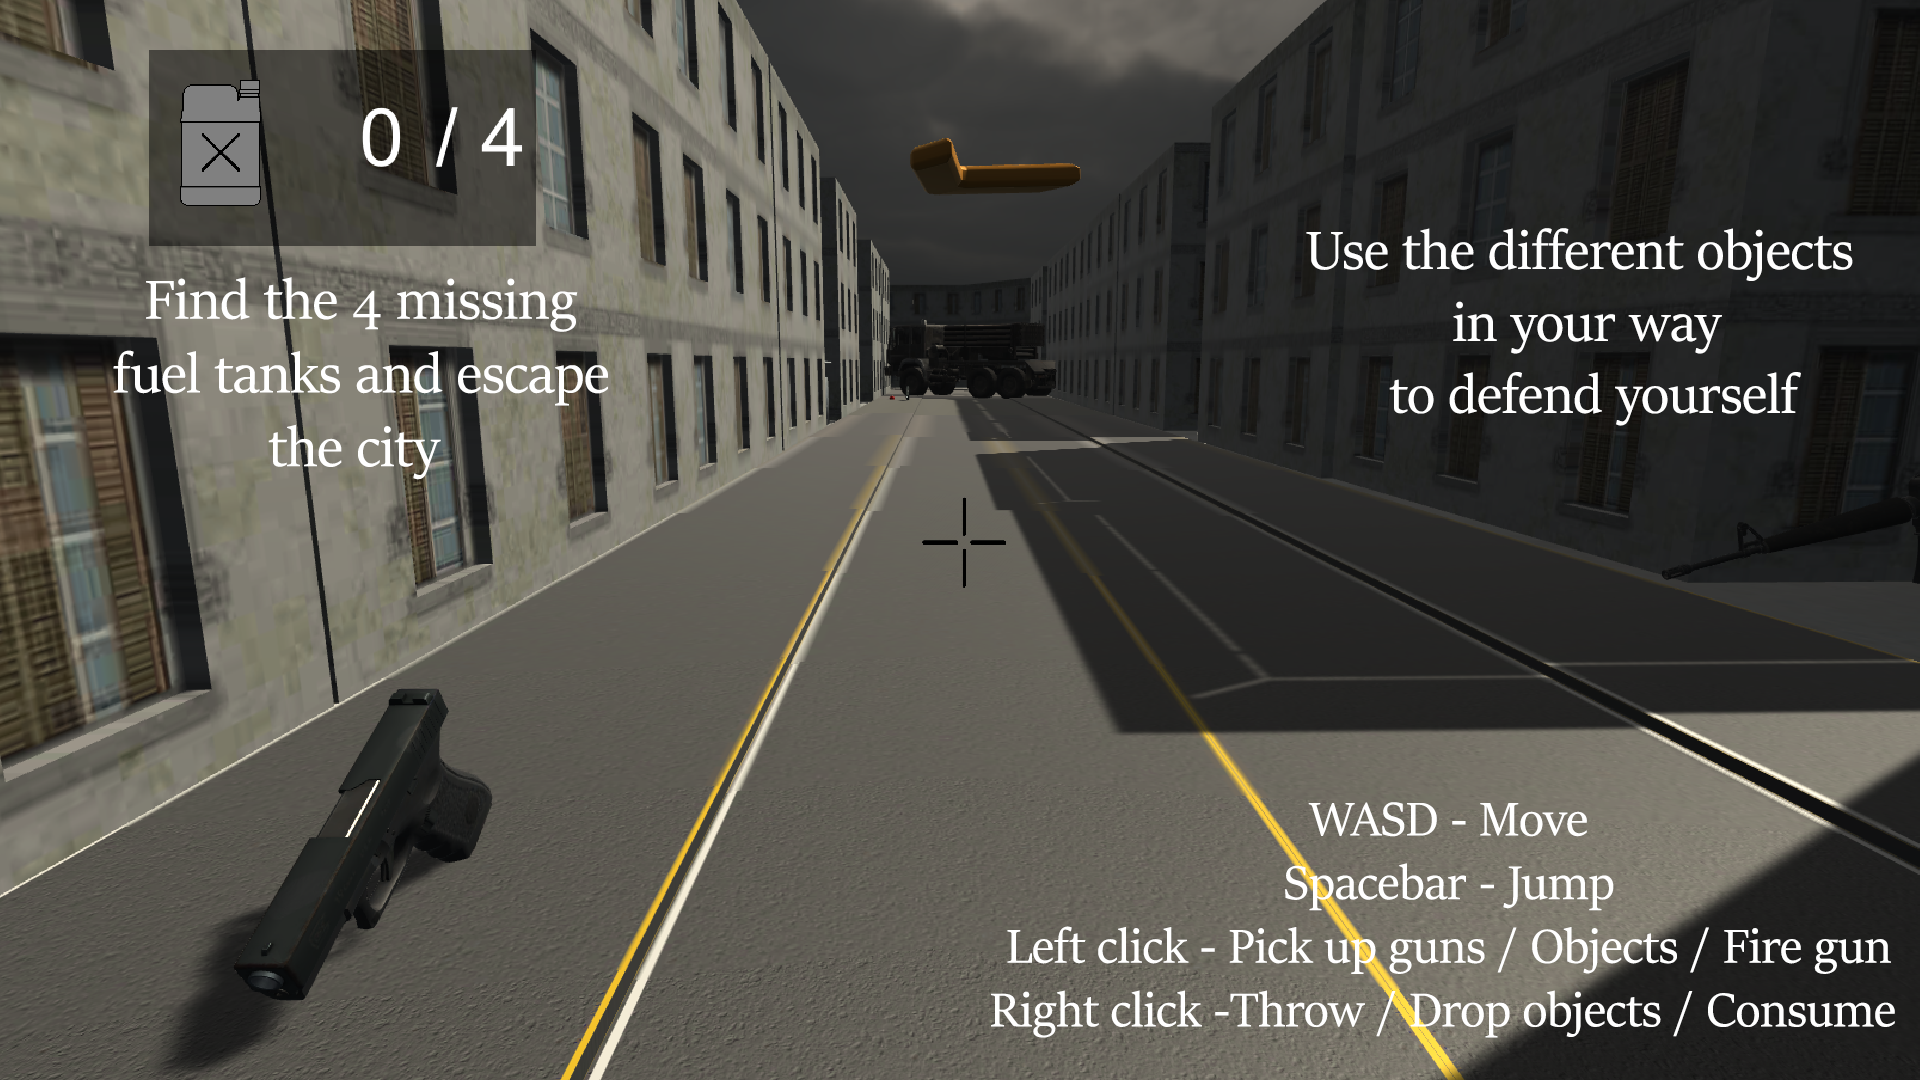 0 / 4
Find the 4 missing
fuel tanks and escape
the city
Use the different objects
in your way
to defend yourself
WASD - Move
Spacebar - Jump
Left click - Pick up guns / Objects / Fire gun
Right click -Throw / Drop objects / Consume